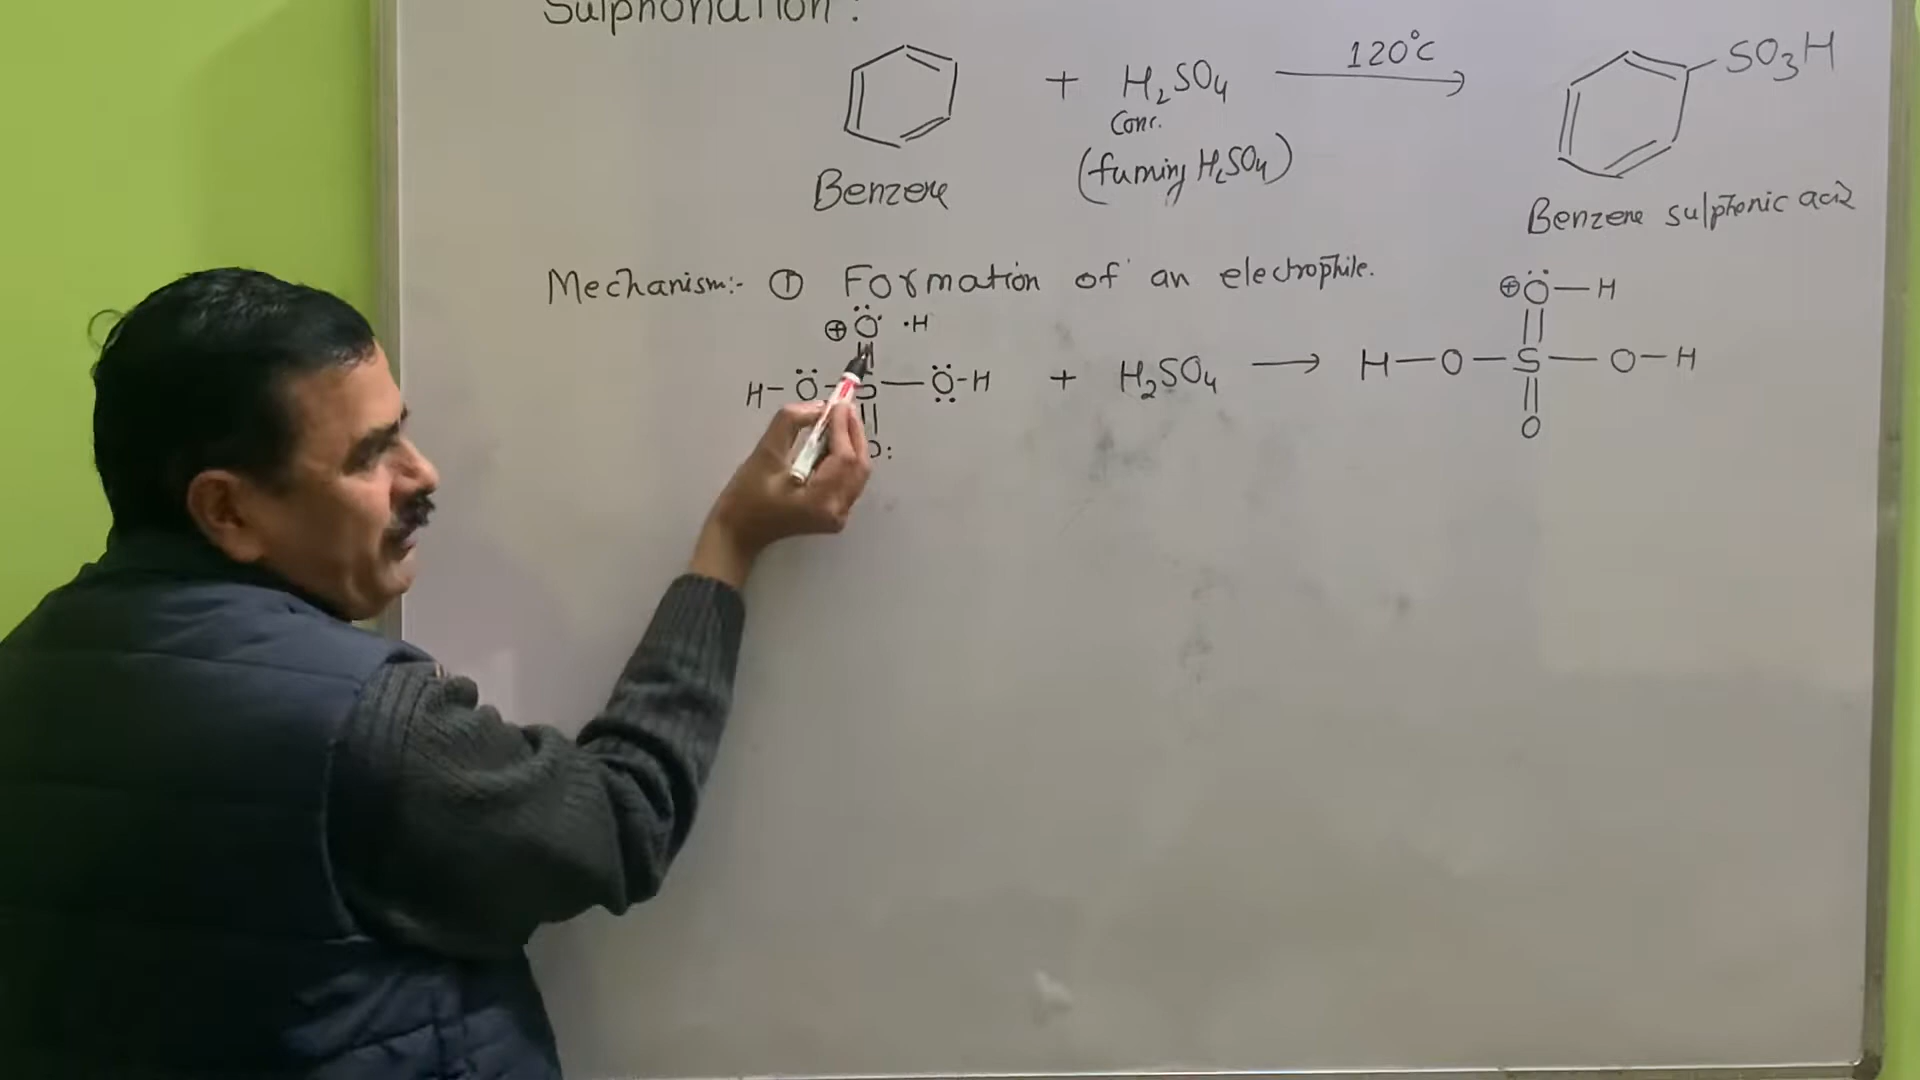 Sulphonation :
+ H₂SO₄ 120°C SO₃H
Conc.
(fuming H₂SO₄)
Benzene
Benzene sulphonic acid
Mechanism:- ① Formation of an electrophile.
⊕ Ö · H
⊕ Ö — H
H – Ö – S — Ö – H + H₂SO₄ → H — O — S — O — H
O:
O